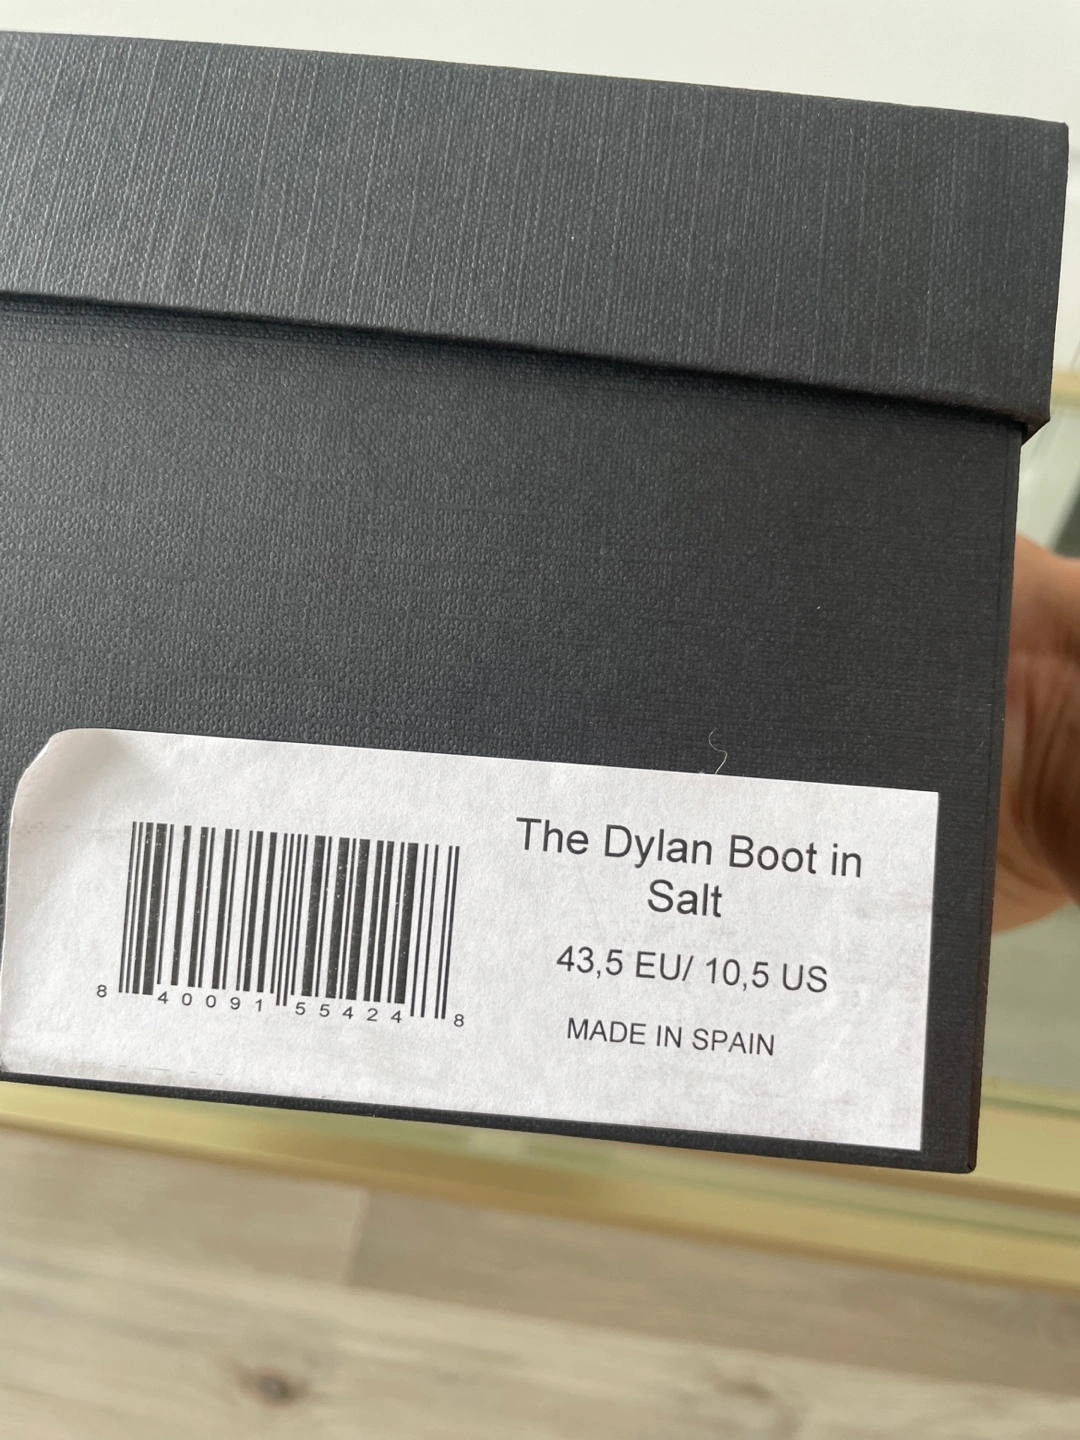 The Dylan Boot in
Salt
43,5 EU/ 10,5 US
MADE IN SPAIN
8 40091 55424 8